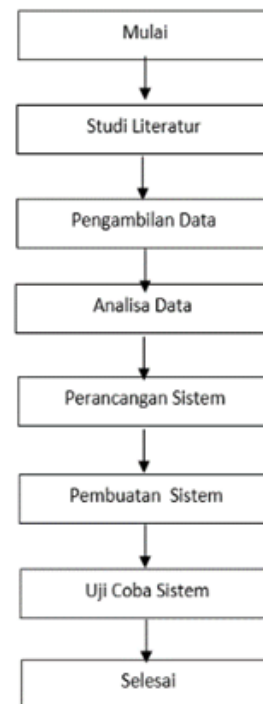 Mulai
Studi Literatur
Pengambilan Data
Analisa Data
Perancangan Sistem
Pembuatan  Sistem
Uji Coba Sistem
Selesai